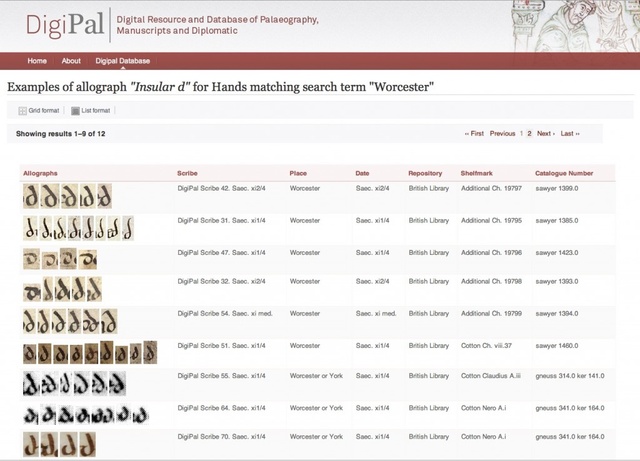 DigiPal
Digital Resource and Database of Palaeography,
Manuscripts and Diplomatic
Home About Digipal Database
Examples of allograph "Insular d" for Hands matching search term "Worcester"
Grid format List format
Showing results 1–9 of 12 ‹‹ First Previous 1 2 Next › Last ››
Allographs Scribe Place Date Repository Shelfmark Catalogue Number
DigiPal Scribe 42. Saec. xi2/4 Worcester Saec. xi2/4 British Library Additional Ch. 19797 sawyer 1399.0
DigiPal Scribe 31. Saec. xi1/4 Worcester Saec. xi1/4 British Library Additional Ch. 19795 sawyer 1385.0
DigiPal Scribe 47. Saec. xi1/4 Worcester Saec. xi1/4 British Library Additional Ch. 19796 sawyer 1423.0
DigiPal Scribe 32. Saec. xi2/4 Worcester Saec. xi2/4 British Library Additional Ch. 19798 sawyer 1393.0
DigiPal Scribe 54. Saec. xi med. Worcester Saec. xi med. British Library Additional Ch. 19799 sawyer 1394.0
DigiPal Scribe 51. Saec. xi1/4 Worcester Saec. xi1/4 British Library Cotton Ch. viii.37 sawyer 1460.0
DigiPal Scribe 55. Saec. xi1/4 Worcester or York Saec. xi1/4 British Library Cotton Claudius A.iii gneuss 314.0 ker 141.0
DigiPal Scribe 64. Saec. xi1/4 Worcester or York Saec. xi1/4 British Library Cotton Nero A.i gneuss 341.0 ker 164.0
DigiPal Scribe 70. Saec. xi1/4 Worcester or York Saec. xi1/4 British Library Cotton Nero A.i gneuss 341.0 ker 164.0